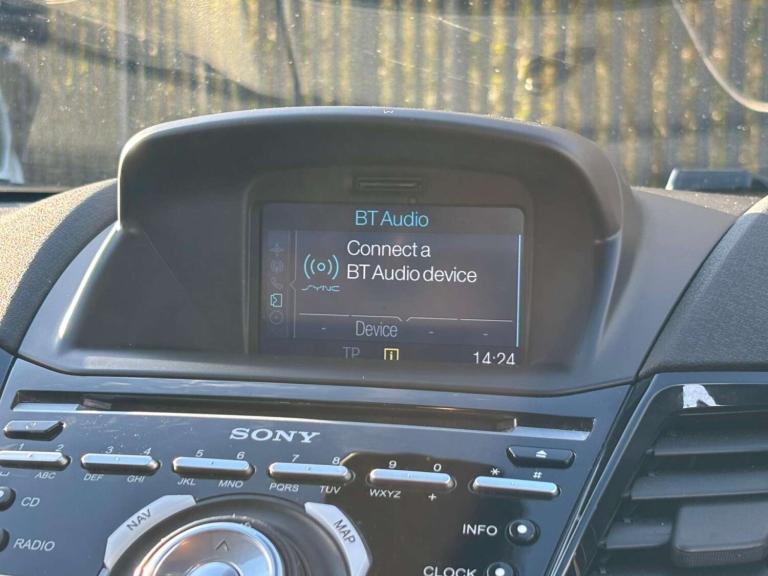 BT Audio
Connect a
BT Audio device
SYNC
- Device - -
TP i 14:24
SONY
1 2 3 4 5 6 7 8 9 0 * #
ABC DEF GHI JKL MNO PQRS TUV WXYZ +
CD
NAV
MAP
INFO
RADIO
CLOCK